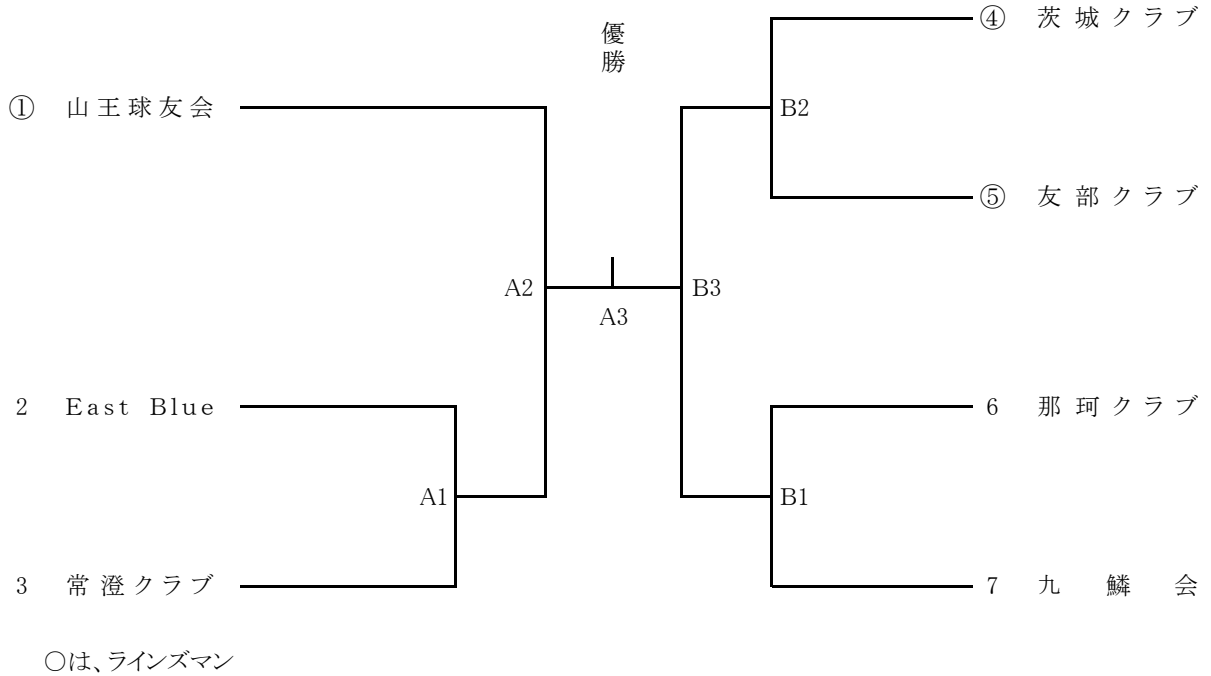 優勝
① 山王球友会
A2
2 East Blue
A1
3 常澄クラブ
A3
④ 茨城クラブ
B2
⑤ 友部クラブ
B3
6 那珂クラブ
B1
7 九鱗会
○は、ラインズマン